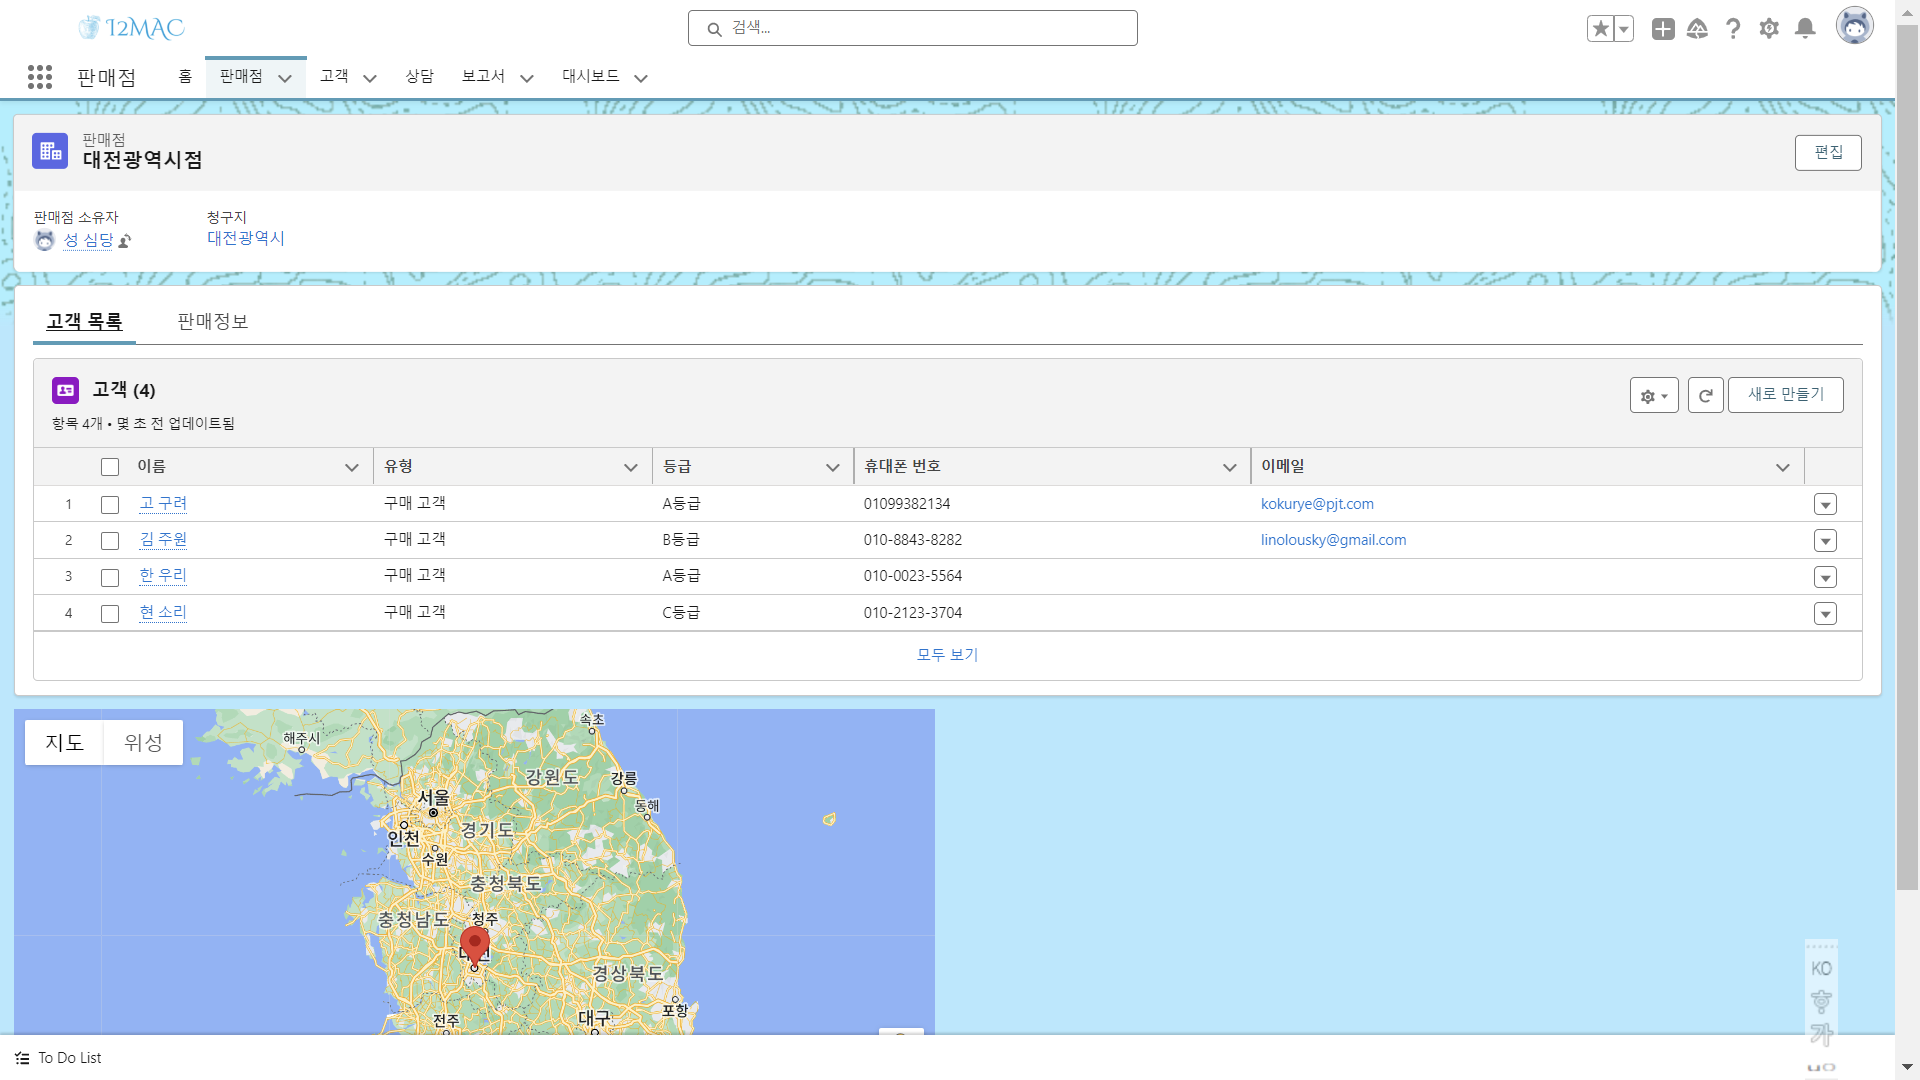 I2MAC
검색...
판매점
홈
판매점
고객
상담
보고서
대시보드
판매점
대전광역시점
편집
판매점 소유자
청구지
성 심당
대전광역시
고객 목록
판매정보
고객 (4)
항목 4개 • 몇 초 전 업데이트됨
새로 만들기
이름 유형 등급 휴대폰 번호 이메일
1 고 구려 구매 고객 A등급 01099382134 kokurye@pjt.com
2 김 주원 구매 고객 B등급 010-8843-8282 linolousky@gmail.com
3 한 우리 구매 고객 A등급 010-0023-5564
4 현 소리 구매 고객 C등급 010-2123-3704
모두 보기
지도
위성
속초
해주시
강원도
강릉
서울
동해
경기도
인천
수원
충청북도
충청남도
청주
경상북도
포항
대구
전주
KO
가
To Do List